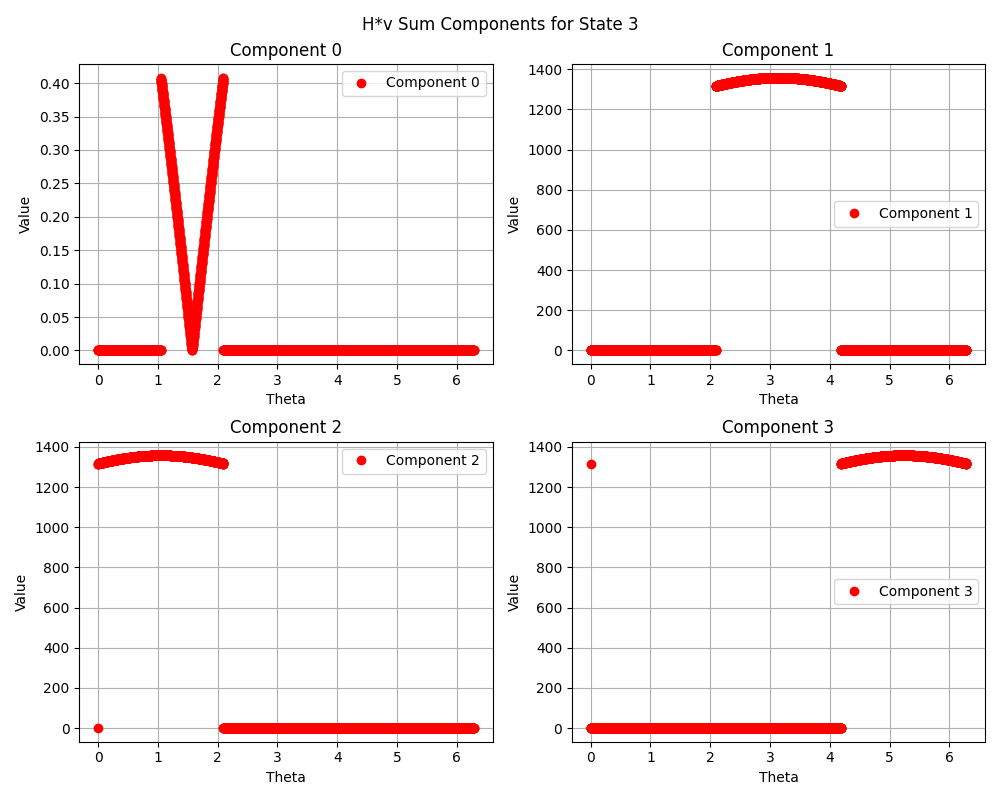 H*v Sum Components for State 3
Component 0
0.40
0.35
0.30
0.25
0.20
0.15
0.10
0.05
0.00
Value
Component 0
0 1 2 3 4 5 6
Theta
Component 1
1400
1200
1000
800
600
400
200
0
Value
Component 1
0 1 2 3 4 5 6
Theta
Component 2
1400
1200
1000
800
600
400
200
0
Value
Component 2
0 1 2 3 4 5 6
Theta
Component 3
1400
1200
1000
800
600
400
200
0
Value
Component 3
0 1 2 3 4 5 6
Theta